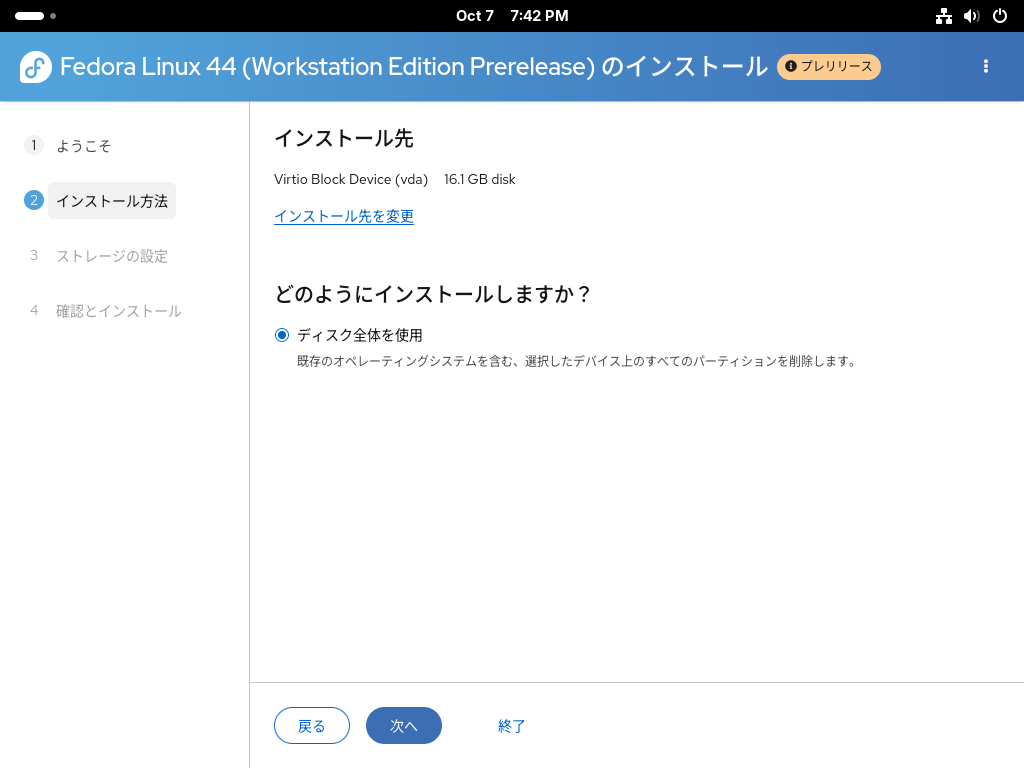 Oct 7 7:42 PM
Fedora Linux 44 (Workstation Edition Prerelease) のインストール プレリリース
1 ようこそ
2 インストール方法
3 ストレージの設定
4 確認とインストール
インストール先
Virtio Block Device (vda) 16.1 GB disk
インストール先を変更
どのようにインストールしますか？
ディスク全体を使用
既存のオペレーティングシステムを含む、選択したデバイス上のすべてのパーティションを削除します。
戻る 次へ 終了